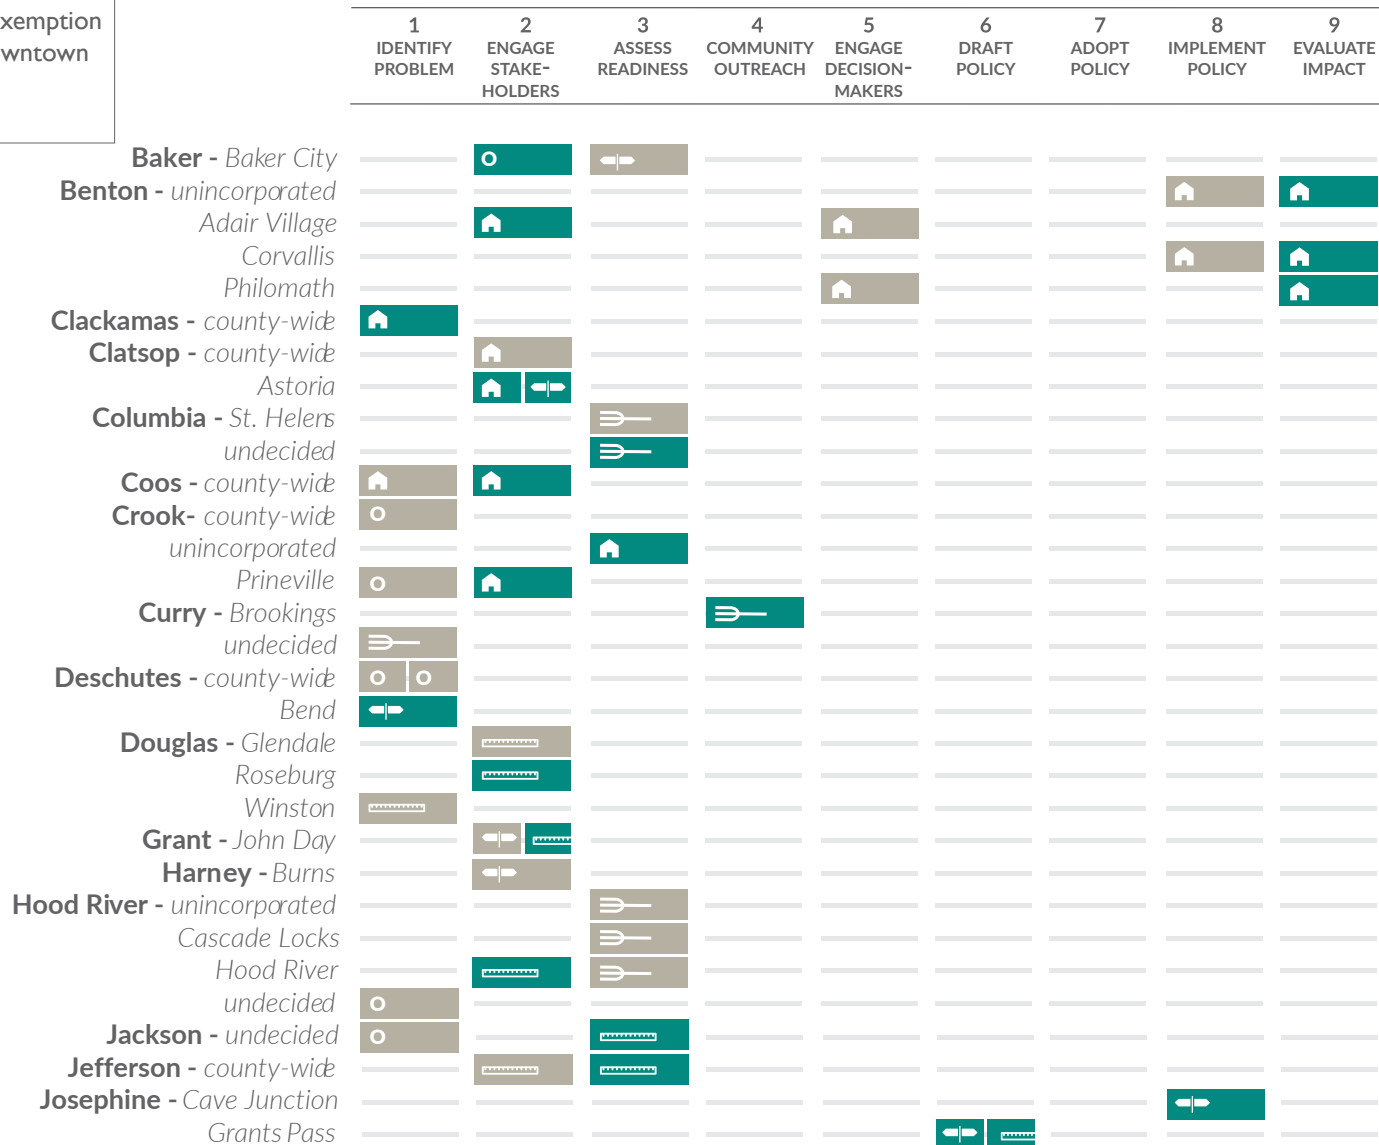 xemption
wntown
1 2 3 4 5 6 7 8 9
IDENTIFY ENGAGE ASSESS COMMUNITY ENGAGE DRAFT ADOPT IMPLEMENT EVALUATE
PROBLEM STAKE- READINESS OUTREACH DECISION- POLICY POLICY POLICY IMPACT
HOLDERS MAKERS
Baker - Baker City
Benton - unincorporated
Adair Village
Corvallis
Philomath
Clackamas - county-wide
Clatsop - county-wide
Astoria
Columbia - St. Helens
undecided
Coos - county-wide
Crook- county-wide
unincorporated
Prineville
Curry - Brookings
undecided
Deschutes - county-wide
Bend
Douglas - Glendale
Roseburg
Winston
Grant - John Day
Harney - Burns
Hood River - unincorporated
Cascade Locks
Hood River
undecided
Jackson - undecided
Jefferson - county-wide
Josephine - Cave Junction
Grants Pass